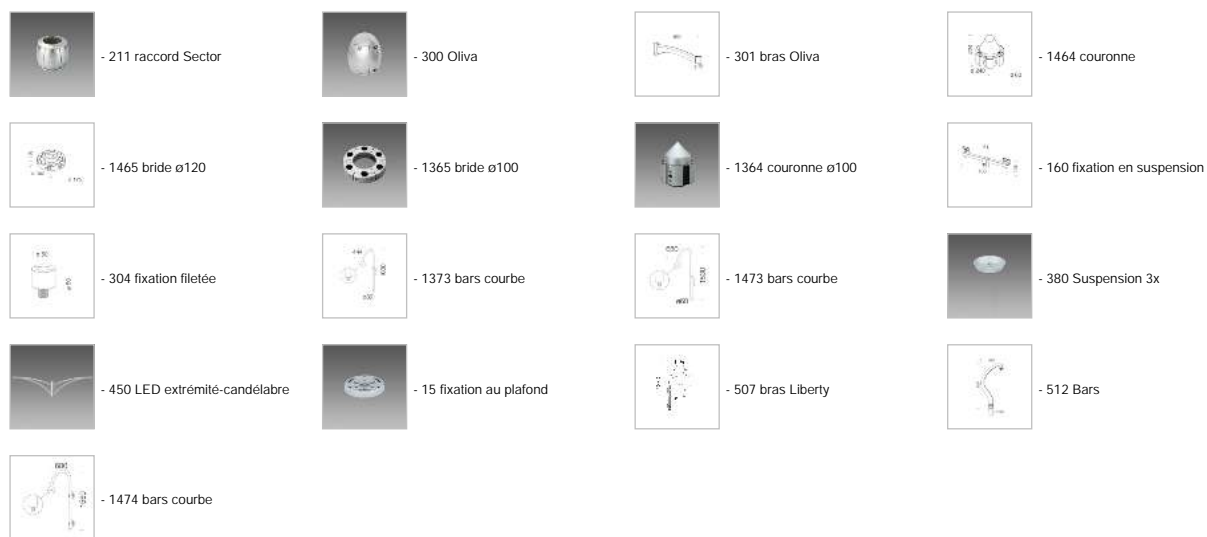 - 211 raccord Sector
- 300 Oliva
- 301 bras Oliva
- 1464 couronne
- 1465 bride ø120
- 1365 bride ø100
- 1364 couronne ø100
- 160 fixation en suspension
- 304 fixation filetée
- 1373 bars courbe
- 1473 bars courbe
- 380 Suspension 3x
- 450 LED extrémité-candélabre
- 15 fixation au plafond
- 507 bras Liberty
- 512 Bars
- 1474 bars courbe